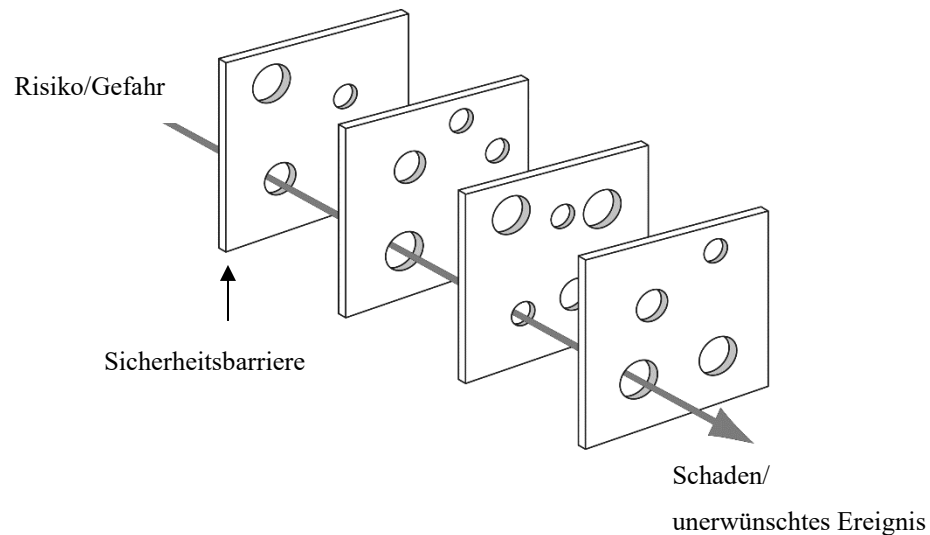 Risiko/Gefahr
Sicherheitsbarriere
Schaden/
unerwünschtes Ereignis